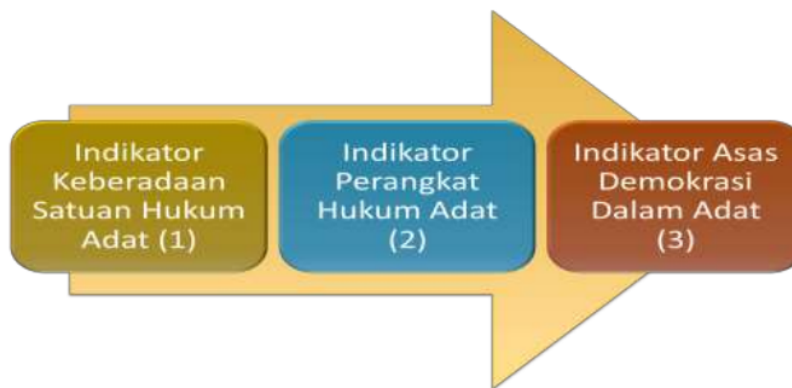 Indikator
Keberadaan
Satuan Hukum
Adat (1)
Indikator
Perangkat
Hukum Adat
(2)
Indikator Asas
Demokrasi
Dalam Adat
(3)